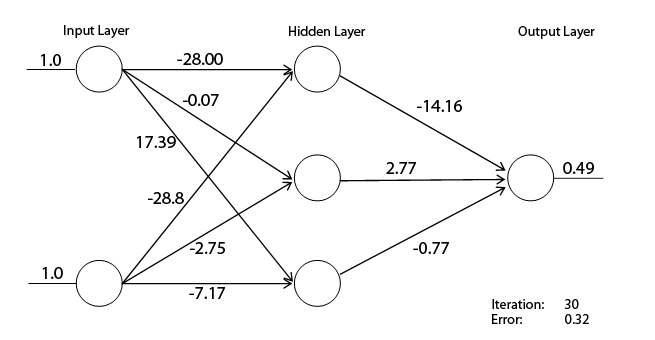 Input Layer
Hidden Layer
Output Layer
1.0
-28.00
-0.07
17.39
-14.16
2.77
0.49
-28.8
-2.75
1.0
-7.17
-0.77
Iteration: 30
Error: 0.32